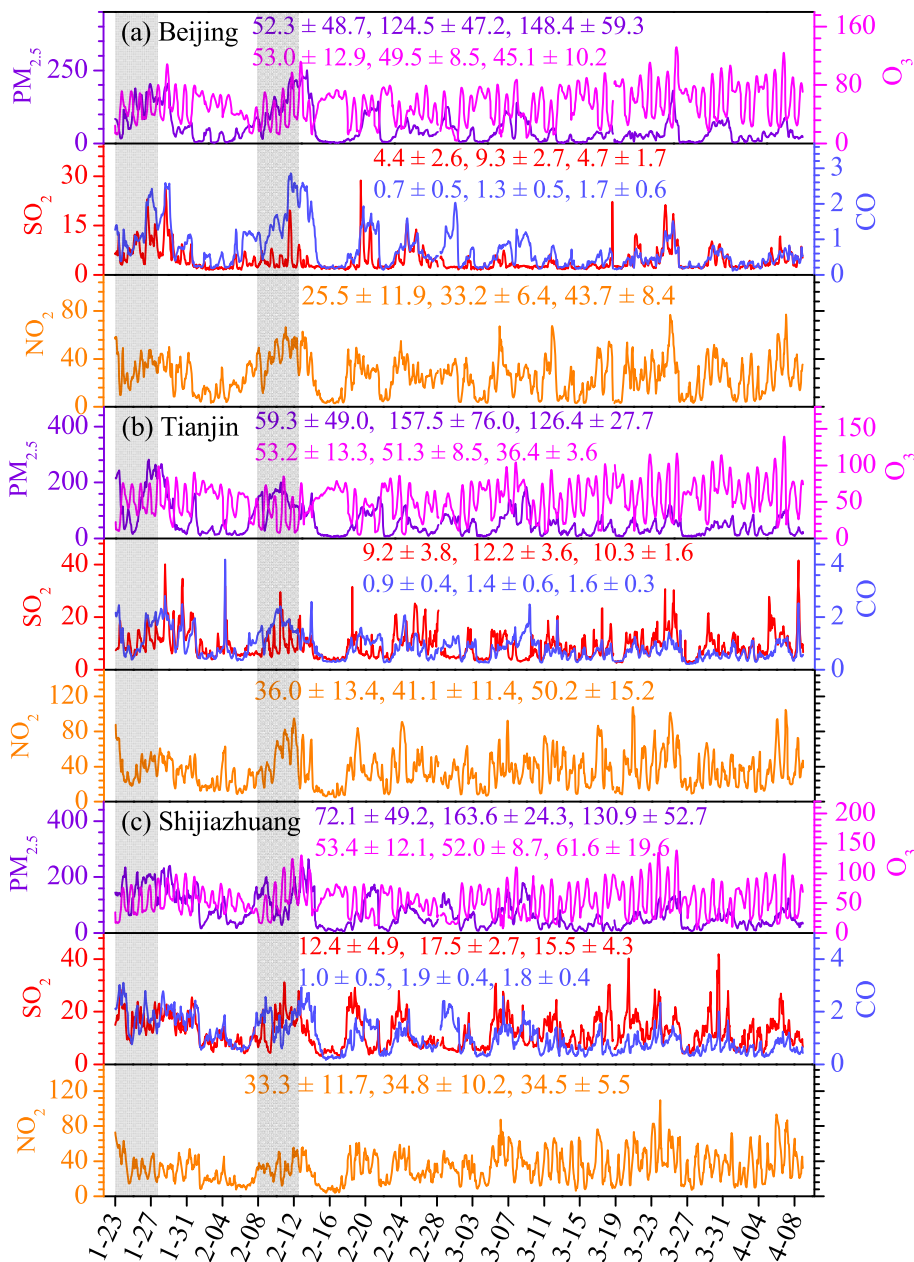 (a) Beijing
52.3 ± 48.7, 124.5 ± 47.2, 148.4 ± 59.3
53.0 ± 12.9, 49.5 ± 8.5, 45.1 ± 10.2
PM2.5
250
0
O3
160
80
0
4.4 ± 2.6, 9.3 ± 2.7, 4.7 ± 1.7
0.7 ± 0.5, 1.3 ± 0.5, 1.7 ± 0.6
SO2
30
15
0
CO
3
2
1
0
25.5 ± 11.9, 33.2 ± 6.4, 43.7 ± 8.4
NO2
80
40
0
(b) Tianjin
59.3 ± 49.0, 157.5 ± 76.0, 126.4 ± 27.7
53.2 ± 13.3, 51.3 ± 8.5, 36.4 ± 3.6
PM2.5
400
200
0
O3
150
100
50
0
9.2 ± 3.8, 12.2 ± 3.6, 10.3 ± 1.6
0.9 ± 0.4, 1.4 ± 0.6, 1.6 ± 0.3
SO2
40
20
0
CO
4
2
0
36.0 ± 13.4, 41.1 ± 11.4, 50.2 ± 15.2
NO2
120
80
40
0
(c) Shijiazhuang
72.1 ± 49.2, 163.6 ± 24.3, 130.9 ± 52.7
53.4 ± 12.1, 52.0 ± 8.7, 61.6 ± 19.6
PM2.5
400
200
0
O3
200
150
100
50
0
12.4 ± 4.9, 17.5 ± 2.7, 15.5 ± 4.3
1.0 ± 0.5, 1.9 ± 0.4, 1.8 ± 0.4
SO2
40
20
0
CO
4
2
0
33.3 ± 11.7, 34.8 ± 10.2, 34.5 ± 5.5
NO2
120
80
40
0
1-23 1-27 1-31 2-04 2-08 2-12 2-16 2-20 2-24 2-28 3-03 3-07 3-11 3-15 3-19 3-23 3-27 3-31 4-04 4-08